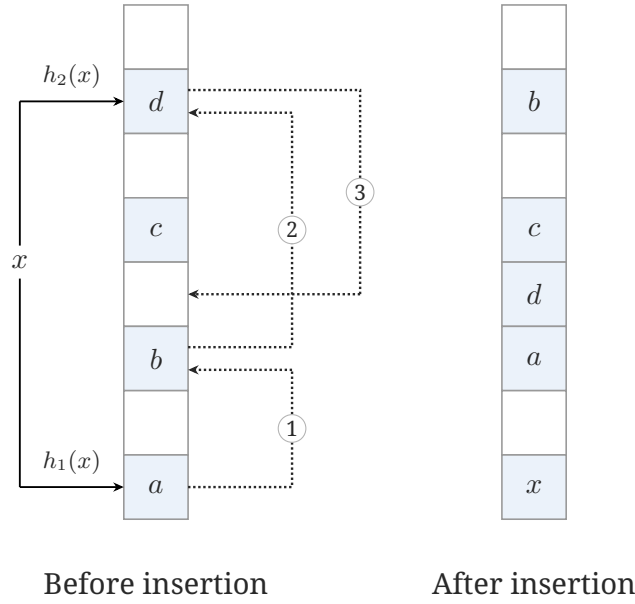 h₂(x)
d
b
3
c
2
c
x
d
b
a
1
h₁(x)
a
x
Before insertion
After insertion